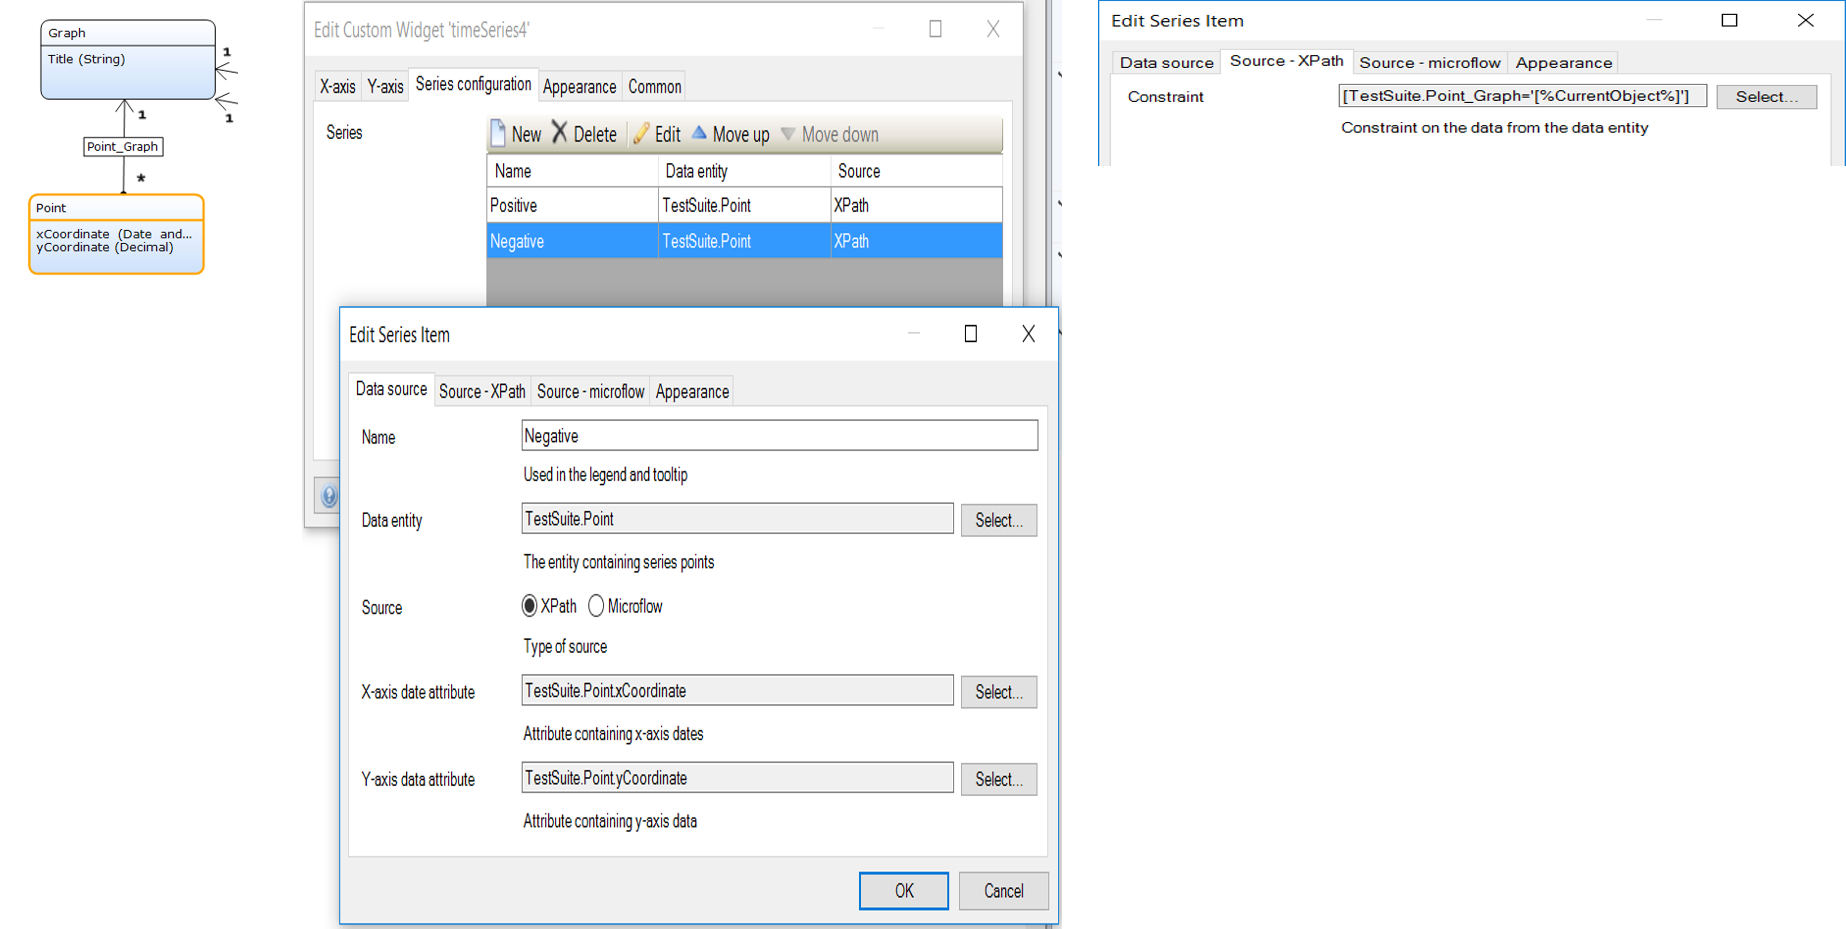 Graph
Title (String)
1
1
1
Point_Graph
*
Point
xCoordinate (Date and...
yCoordinate (Decimal)
Edit Custom Widget 'timeSeries4'
X-axis Y-axis Series configuration Appearance Common
Series
New Delete Edit Move up Move down
Name Data entity Source
Positive TestSuite.Point XPath
Negative TestSuite.Point XPath
?
Edit Series Item
Data source Source - XPath Source - microflow Appearance
Name Negative
Used in the legend and tooltip
Data entity TestSuite.Point Select...
The entity containing series points
Source XPath Microflow
Type of source
X-axis date attribute TestSuite.Point.xCoordinate Select...
Attribute containing x-axis dates
Y-axis data attribute TestSuite.Point.yCoordinate Select...
Attribute containing y-axis data
OK Cancel
Edit Series Item
Data source Source - XPath Source - microflow Appearance
Constraint [TestSuite.Point_Graph='[%CurrentObject%]'] Select...
Constraint on the data from the data entity